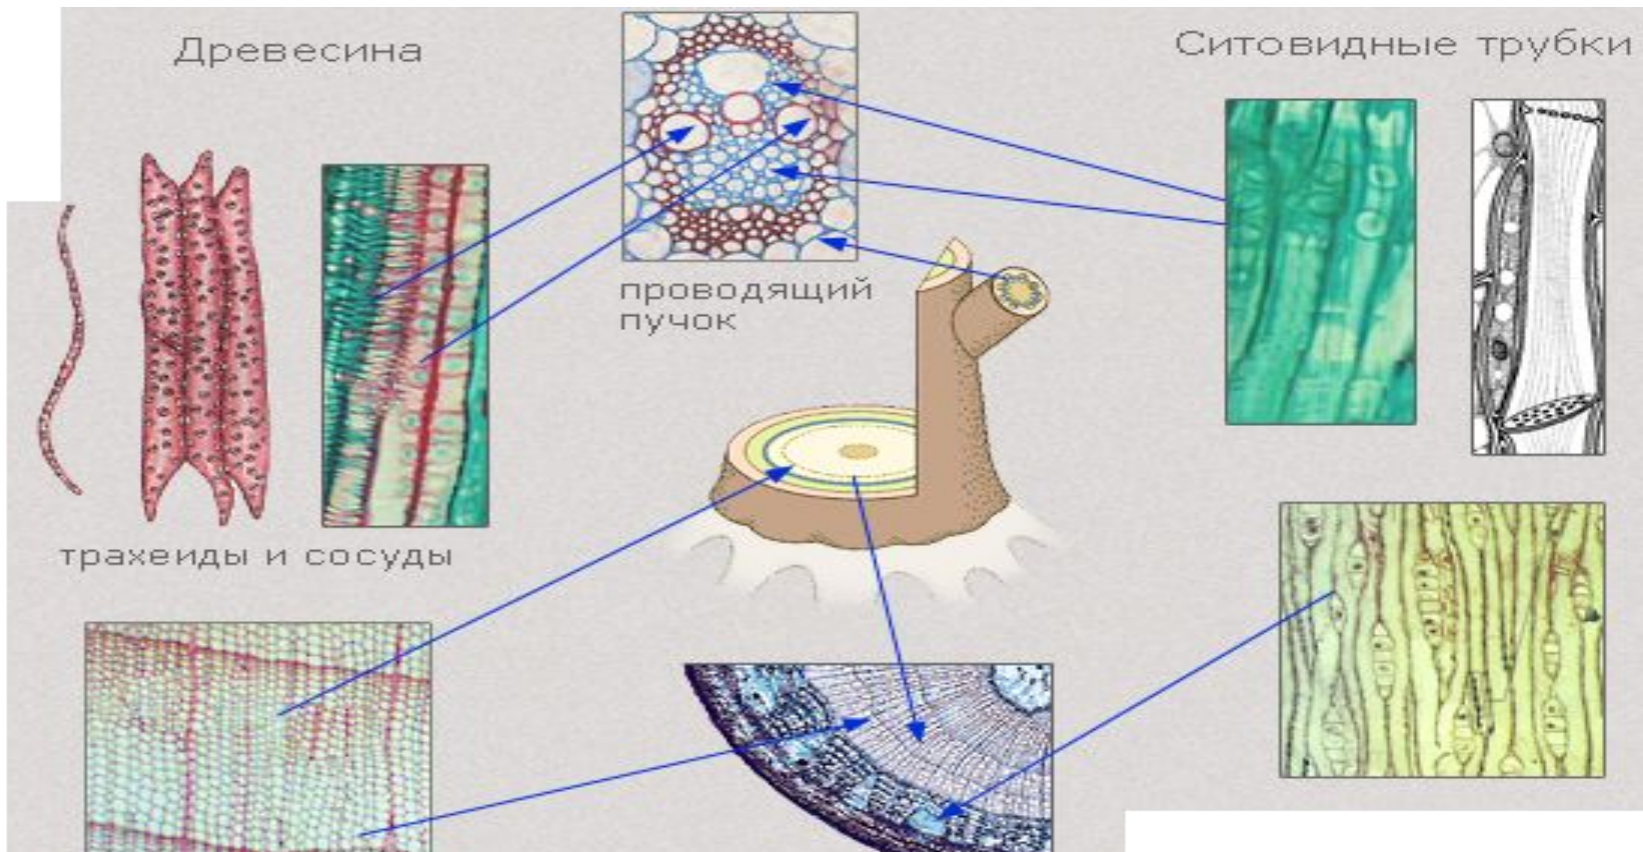 Древесина
Ситовидные трубки
проводящий
пучок
трахеиды и сосуды